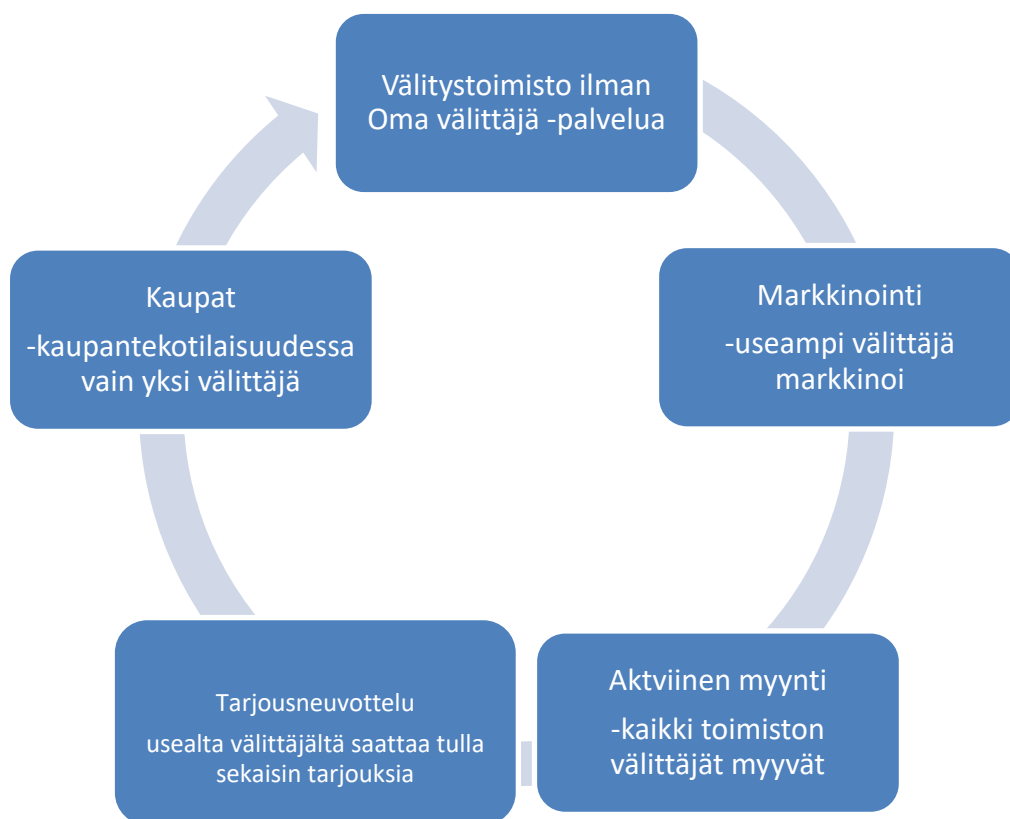 Välitystoimisto ilman
Oma välittäjä -palvelua
Markkinointi
-useampi välittäjä
markkinoi
Aktviinen myynti
-kaikki toimiston
välittäjät myyvät
Tarjousneuvottelu
usealta välittäjältä saattaa tulla
sekaisin tarjouksia
Kaupat
-kaupantekotilaisuudessa
vain yksi välittäjä